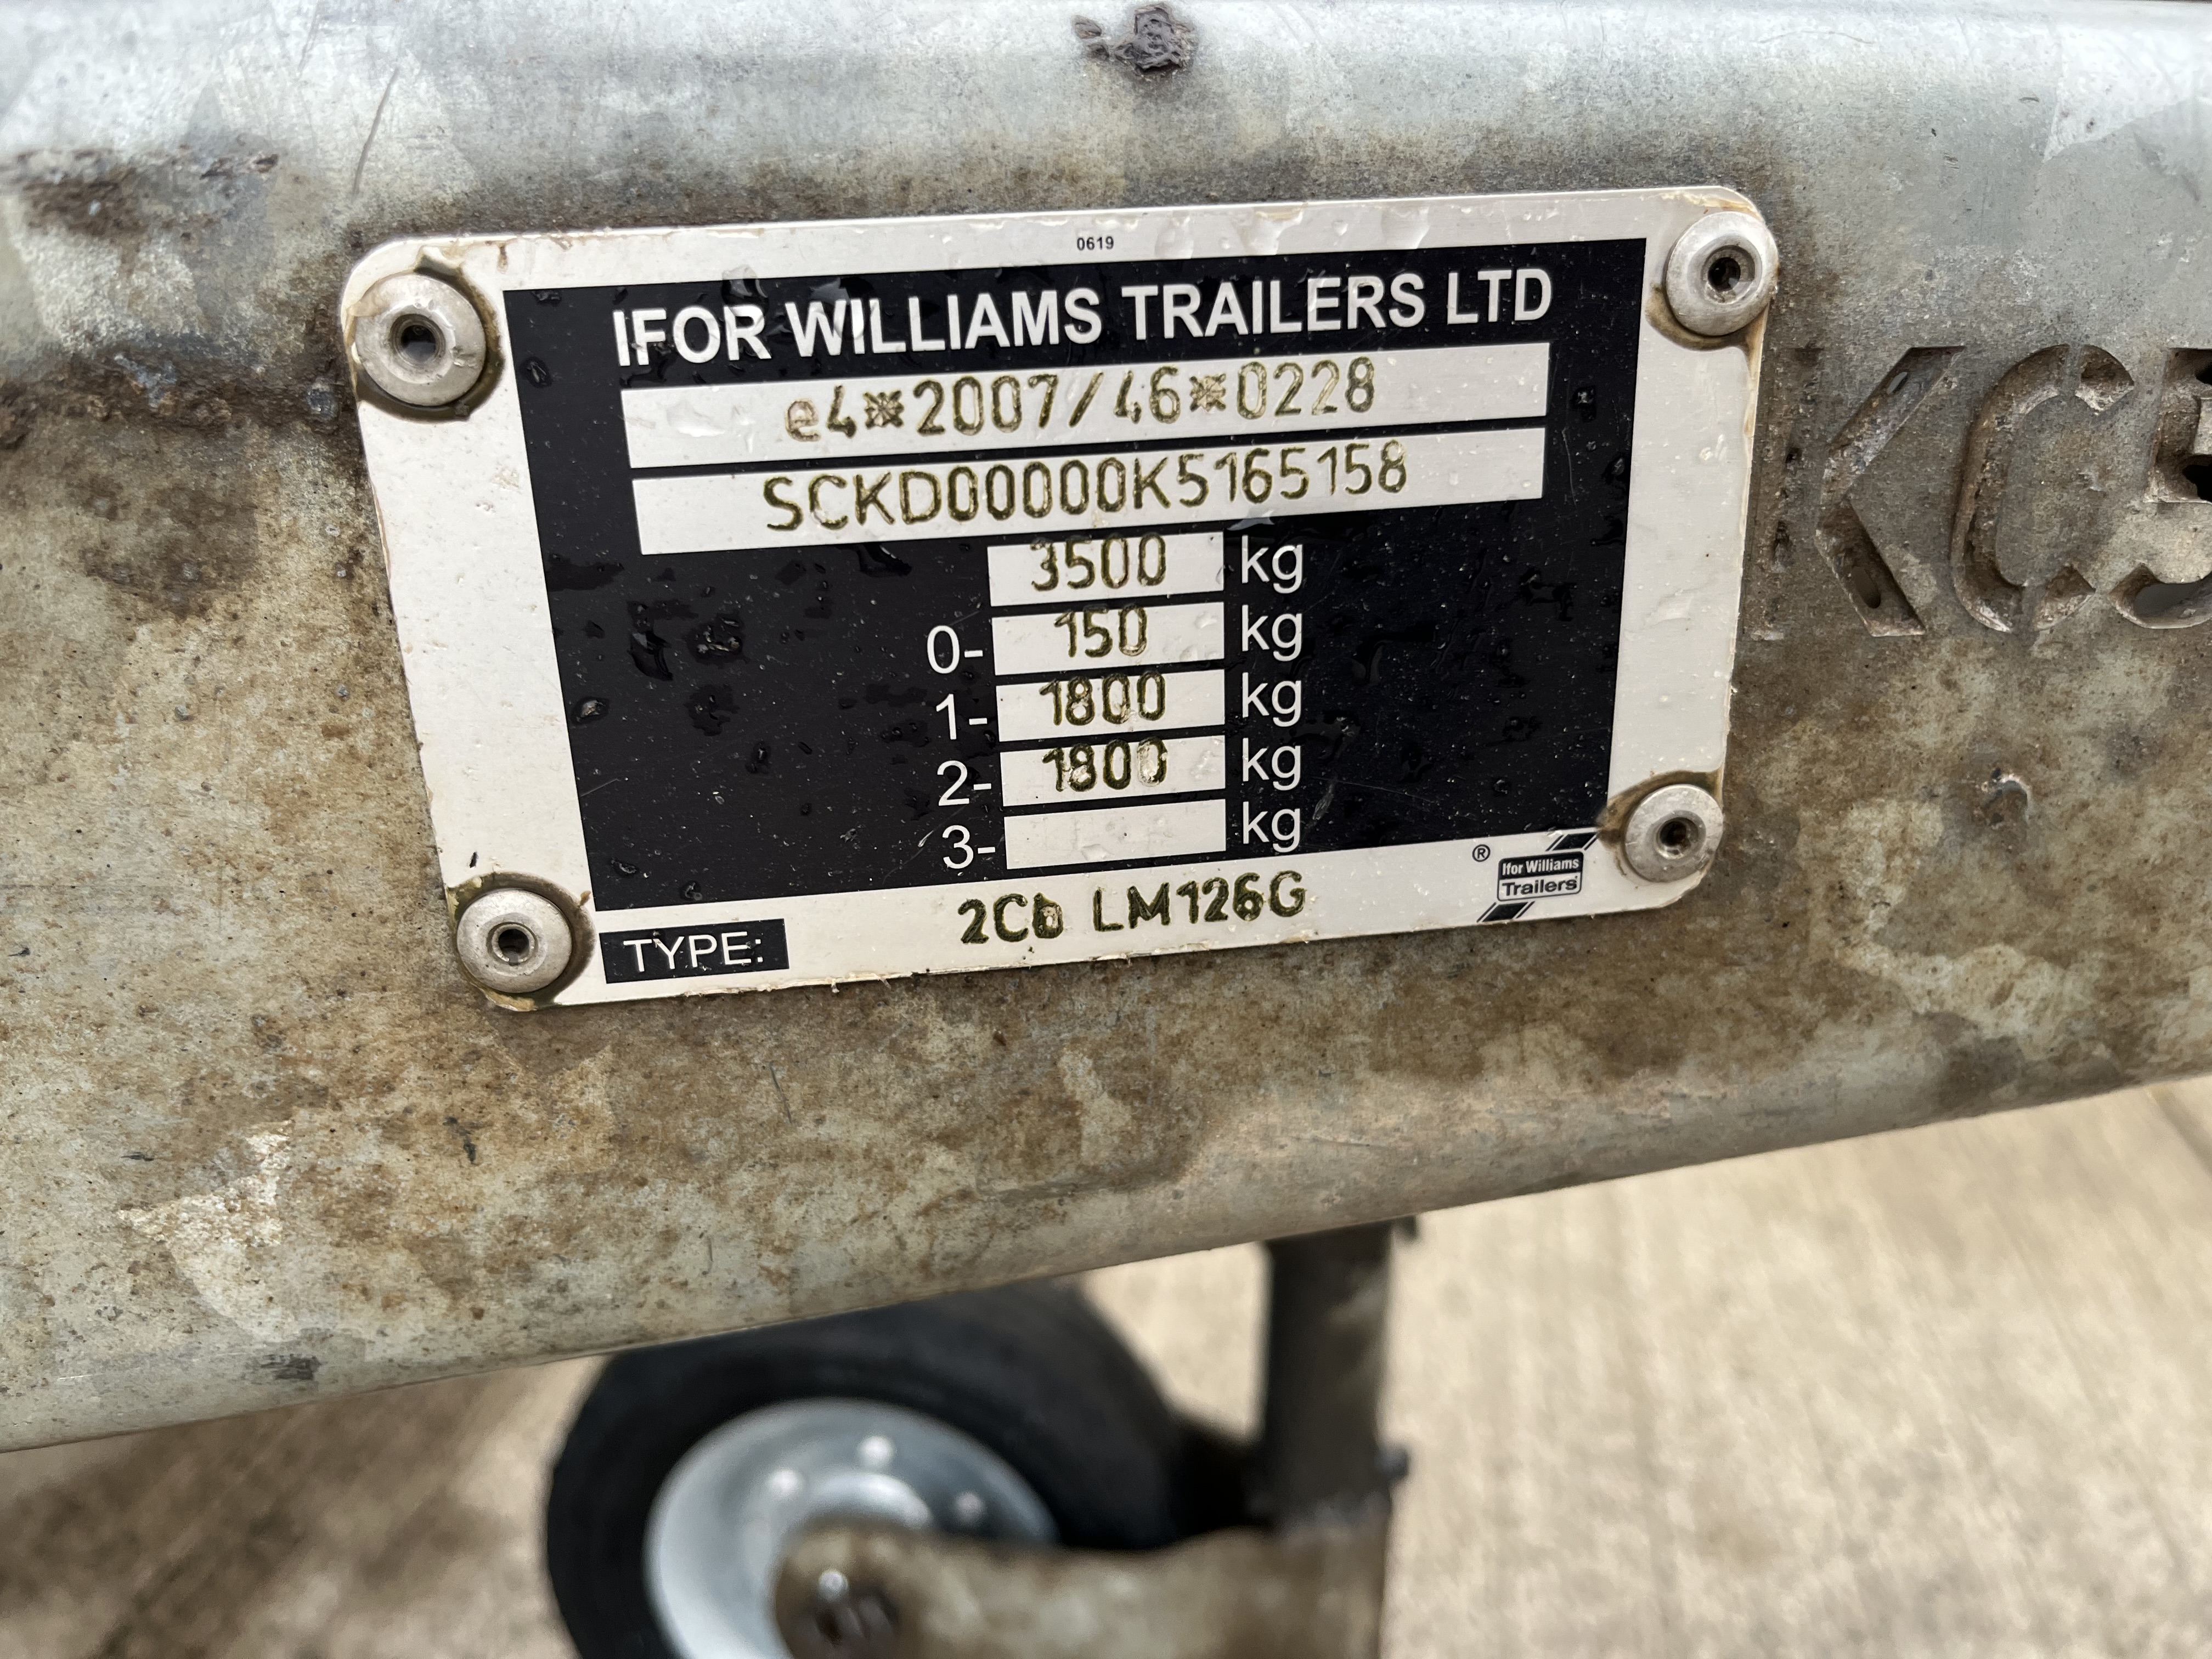 0619
IFOR WILLIAMS TRAILERS LTD
e4*2007/46*0228
SCKD00000K5165158
3500 kg
0- 150 kg
1- 1800 kg
2- 1800 kg
3- kg
TYPE: 2Cb LM126G
® Ifor Williams
Trailers
KC5